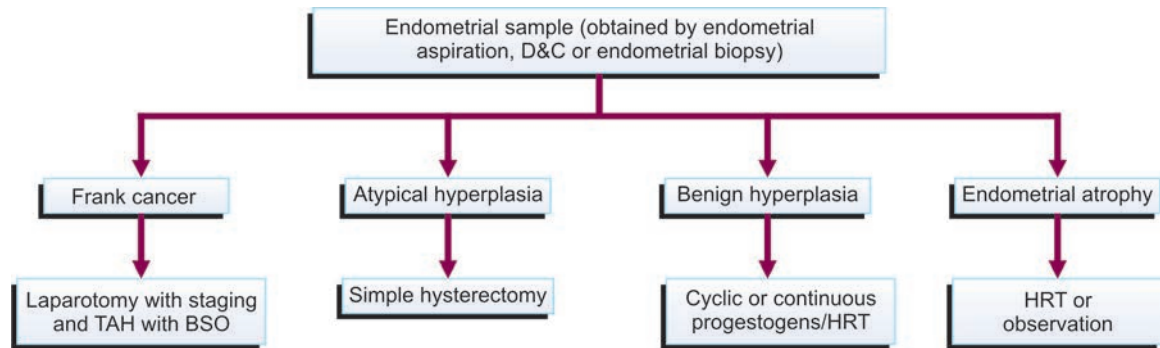 Endometrial sample (obtained by endometrial
aspiration, D&C or endometrial biopsy)
Frank cancer
Atypical hyperplasia
Benign hyperplasia
Endometrial atrophy
Laparotomy with staging
and TAH with BSO
Simple hysterectomy
Cyclic or continuous
progestogens/HRT
HRT or
observation